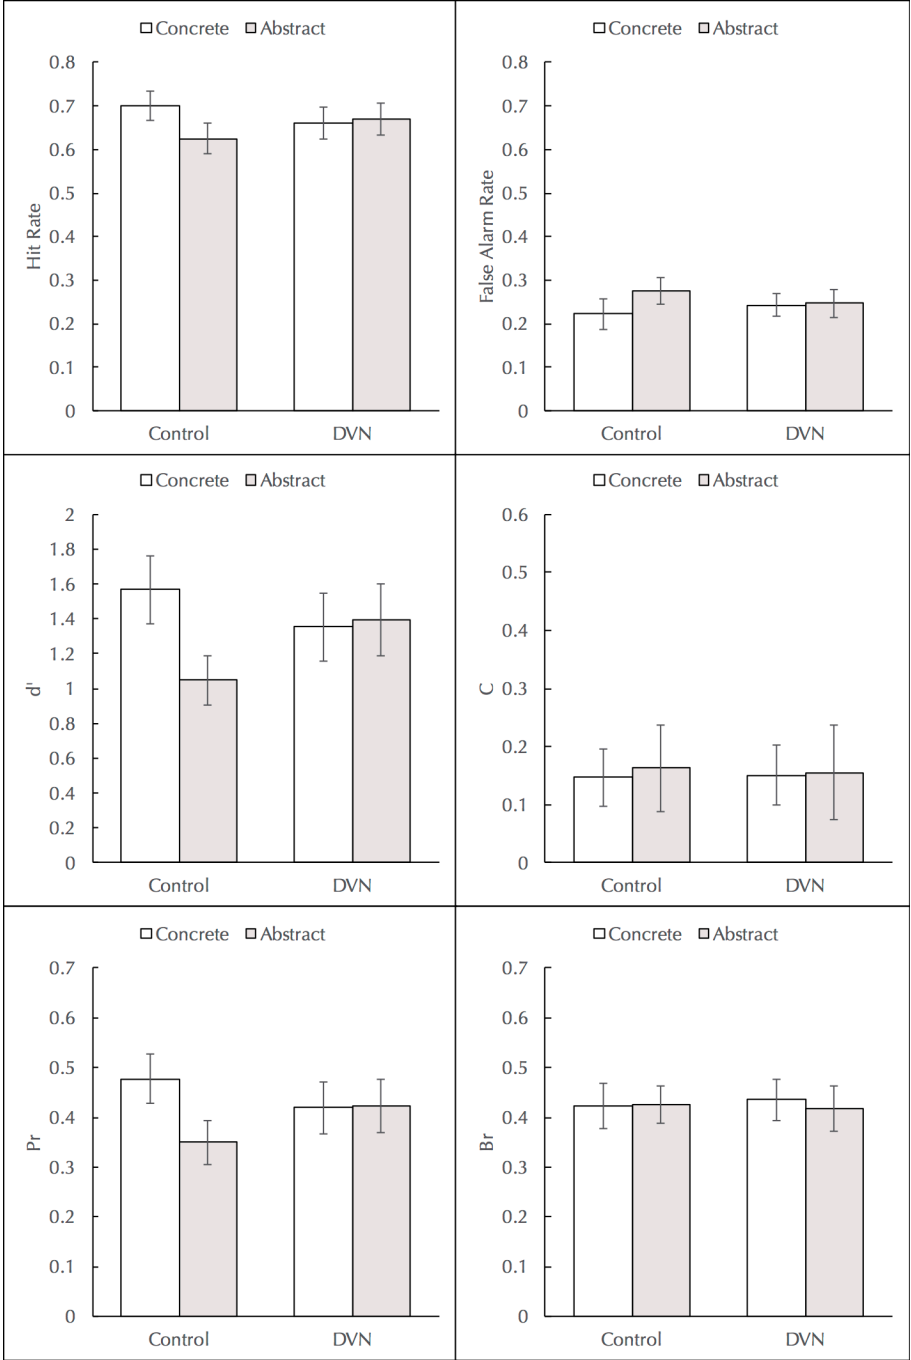 Concrete Abstract
Hit Rate
0.8
0.7
0.6
0.5
0.4
0.3
0.2
0.1
0
Control DVN
Concrete Abstract
False Alarm Rate
0.8
0.7
0.6
0.5
0.4
0.3
0.2
0.1
0
Control DVN
Concrete Abstract
d'
2
1.8
1.6
1.4
1.2
1
0.8
0.6
0.4
0.2
0
Control DVN
Concrete Abstract
C
0.6
0.5
0.4
0.3
0.2
0.1
0
Control DVN
Concrete Abstract
Pr
0.7
0.6
0.5
0.4
0.3
0.2
0.1
0
Control DVN
Concrete Abstract
Br
0.7
0.6
0.5
0.4
0.3
0.2
0.1
0
Control DVN